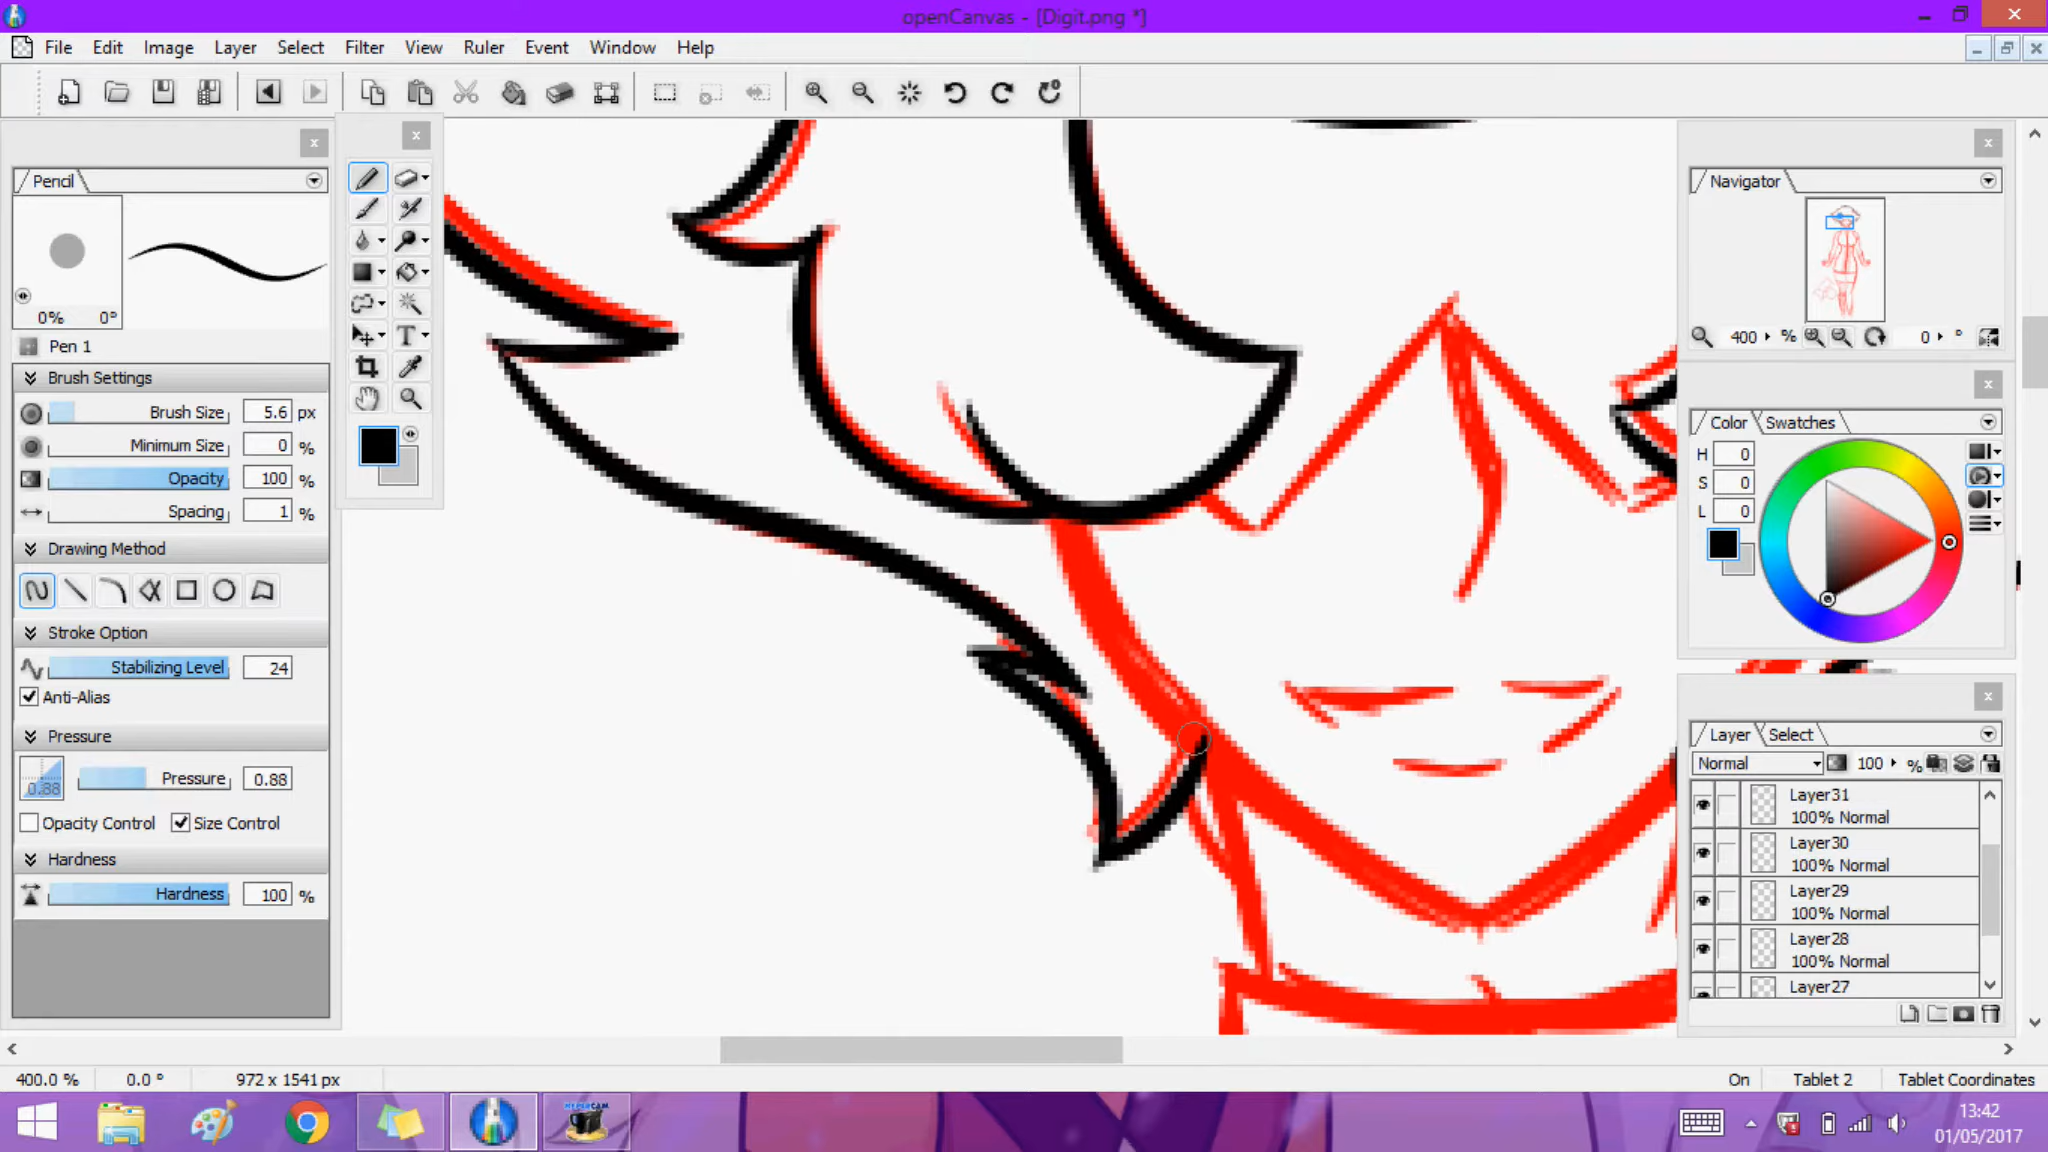 openCanvas - [Digit.png *]
File Edit Image Layer Select Filter View Ruler Event Window Help
Pencil
0% 0°
Pen 1
Brush Settings
Brush Size 5.6 px
Minimum Size 0 %
Opacity 100 %
Spacing 1 %
Drawing Method
Stroke Option
Stabilizing Level 24
Anti-Alias
Pressure
0.88 Pressure 0.88
Opacity Control Size Control
Hardness
Hardness 100 %
T
Navigator
400 % 0 °
Color Swatches
H 0
S 0
L 0
Layer Select
Normal 100 %
Layer31
100% Normal
Layer30
100% Normal
Layer29
100% Normal
Layer28
100% Normal
Layer27
400.0 % 0.0 ° 972 x 1541 px On Tablet 2 Tablet Coordinates
HYPERCAM
13:42
01/05/2017